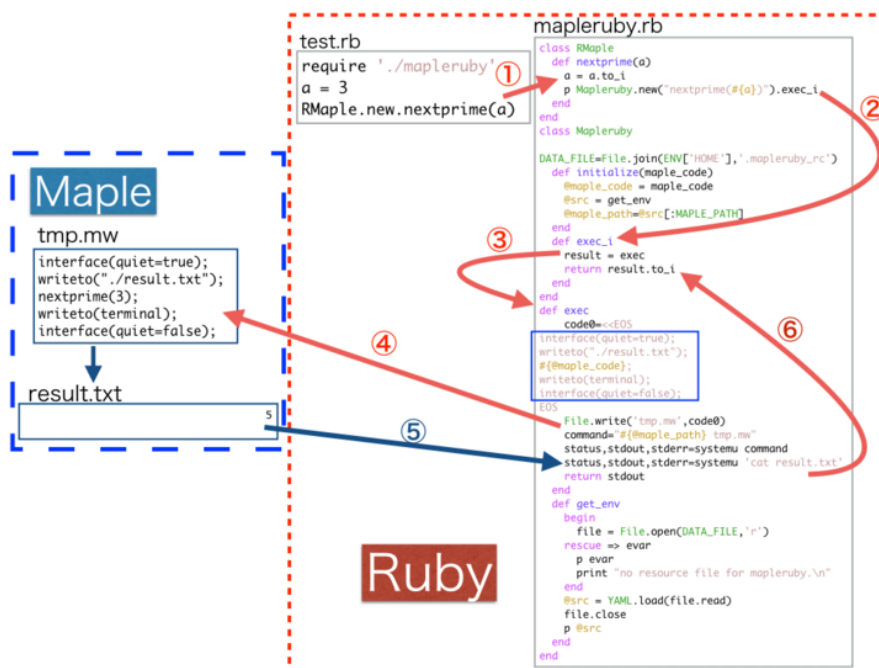 test.rb
require './mapleruby'
a = 3
RMaple.new.nextprime(a)
①
mapleruby.rb
class RMaple
def nextprime(a)
a = a.to_i
p Mapleruby.new("nextprime(#{a})").exec_i
end
end
class Mapleruby
DATA_FILE=File.join(ENV['HOME'],'.mapleruby_rc')
def initialize(maple_code)
@maple_code = maple_code
@src = get_env
@maple_path=@src[:MAPLE_PATH]
end
def exec_i
result = exec
return result.to_i
end
end
def exec
code0=<<EOS
interface(quiet=true);
writeto("./result.txt");
#{@maple_code};
writeto(terminal);
interface(quiet=false);
EOS
File.write('tmp.mw',code0)
command="#{@maple_path} tmp.mw"
status,stdout,stderr=systemu command
status,stdout,stderr=systemu 'cat result.txt'
return stdout
end
def get_env
begin
file = File.open(DATA_FILE,'r')
rescue => evar
p evar
print "no resource file for mapleruby.\n"
end
@src = YAML.load(file.read)
file.close
p @src
end
end
②
③
④
⑤
⑥
Maple
tmp.mw
interface(quiet=true);
writeto("./result.txt");
nextprime(3);
writeto(terminal);
interface(quiet=false);
result.txt
5
Ruby